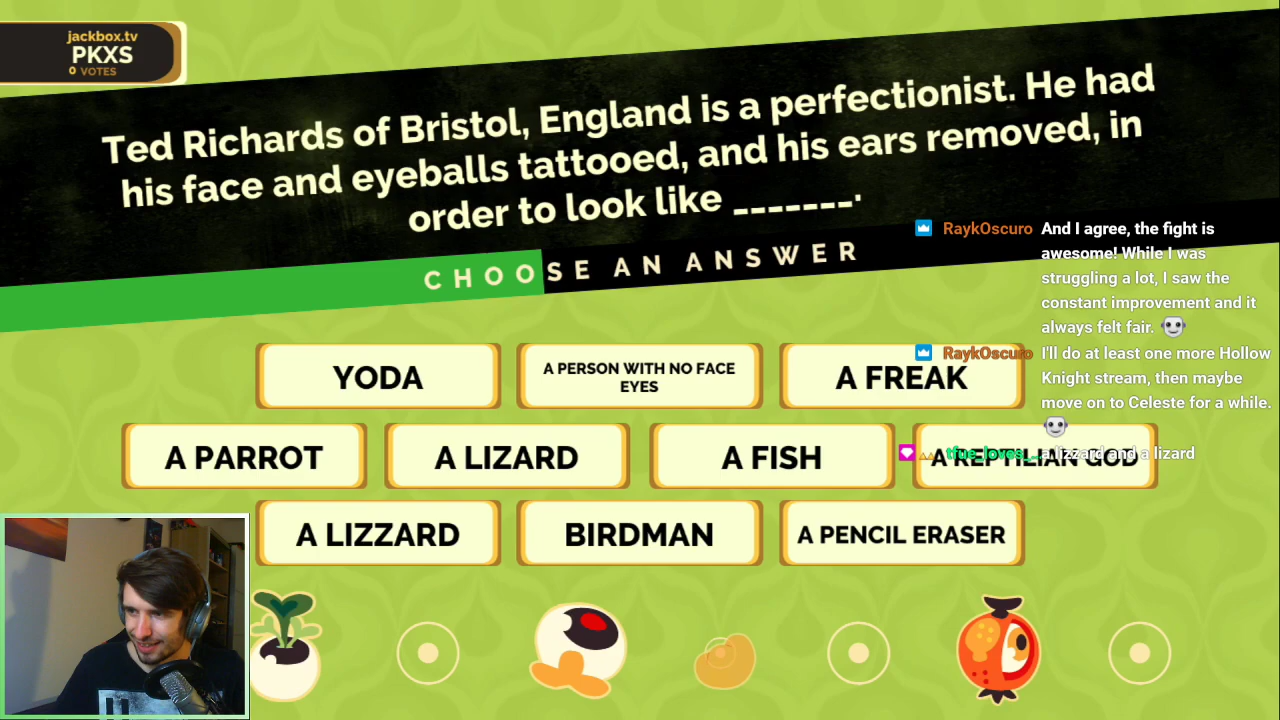 jackbox.tv
PKXS
0 VOTES
Ted Richards of Bristol, England is a perfectionist. He had
his face and eyeballs tattooed, and his ears removed, in
order to look like _______.
CHOOSE AN ANSWER
YODA
A PERSON WITH NO FACE
EYES
A FREAK
A PARROT
A LIZARD
A FISH
A REPTILIAN GOD
A LIZZARD
BIRDMAN
A PENCIL ERASER
RaykOscuro And I agree, the fight is
awesome! While I was
struggling a lot, I saw the
constant improvement and it
always felt fair.
RaykOscuro I'll do at least one more Hollow
Knight stream, then maybe
move on to Celeste for a while.
tfue_loves_... a lizzard and a lizard